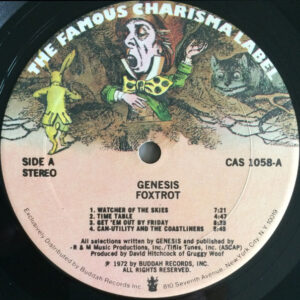 THE FAMOUS CHARISMA LABEL
SIDE A
STEREO
CAS 1058-A
GENESIS
FOXTROT
1. WATCHER OF THE SKIES 7:21
2. TIME TABLE 4:47
3. GET 'EM OUT BY FRIDAY 8:35
4. CAN-UTILITY AND THE COASTLINERS 5:45
All selections written by GENESIS and published by
R & M Music Productions, Inc./Tifils Tunes, Inc. (ASCAP)
Produced by David Hitchcock of Gruggy Woof
℗ 1972 BY BUDDAH RECORDS, INC.
ALL RIGHTS RESERVED.
Exclusively Distributed by Buddah Records, Inc. 810 Seventh Avenue, New York City, N.Y. 10019